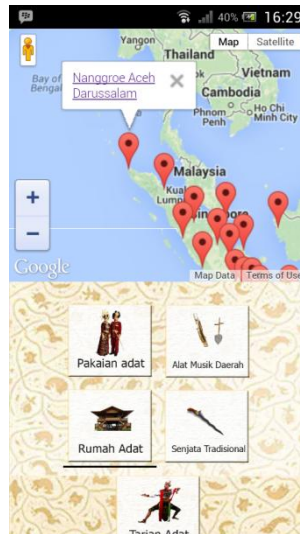 40% 16:29
Yangon
Thailand
Map Satellite
Bay of
Bengal
Nanggroe Aceh
Darussalam
Vietnam
Cambodia
Phnom
Penh
Ho Chi
Minh City
Malaysia
Kuala
Lump
Singapore
Google
Map Data Terms of Use
Pakaian adat
Alat Musik Daerah
Rumah Adat
Senjata Tradisional
Tarian Adat